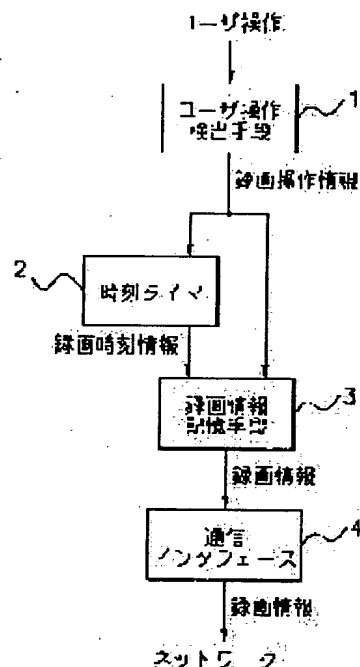 ユーザ操作
1
ユーザ操作
検出手段
録画操作情報
2
時刻タイマ
録画時刻情報
録画情報
記憶手段
3
録画情報
通信
インタフェース
4
録画情報
ネットワーク